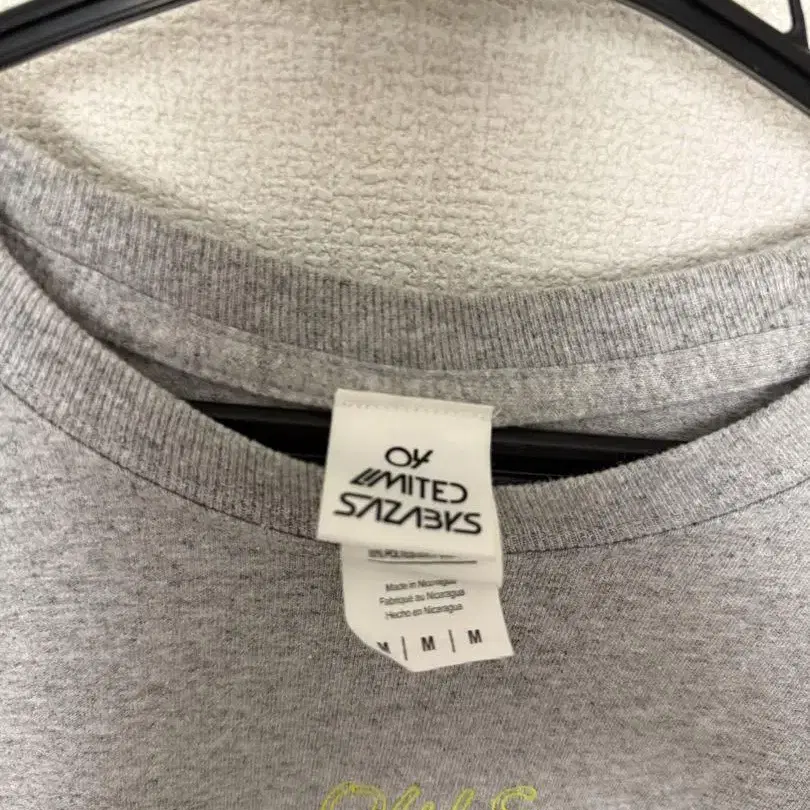 04
LIMITED
SAZABYS
Made in Nicaragua
Fabriqué au Nicaragua
Hecho en Nicaragua
M | M | M